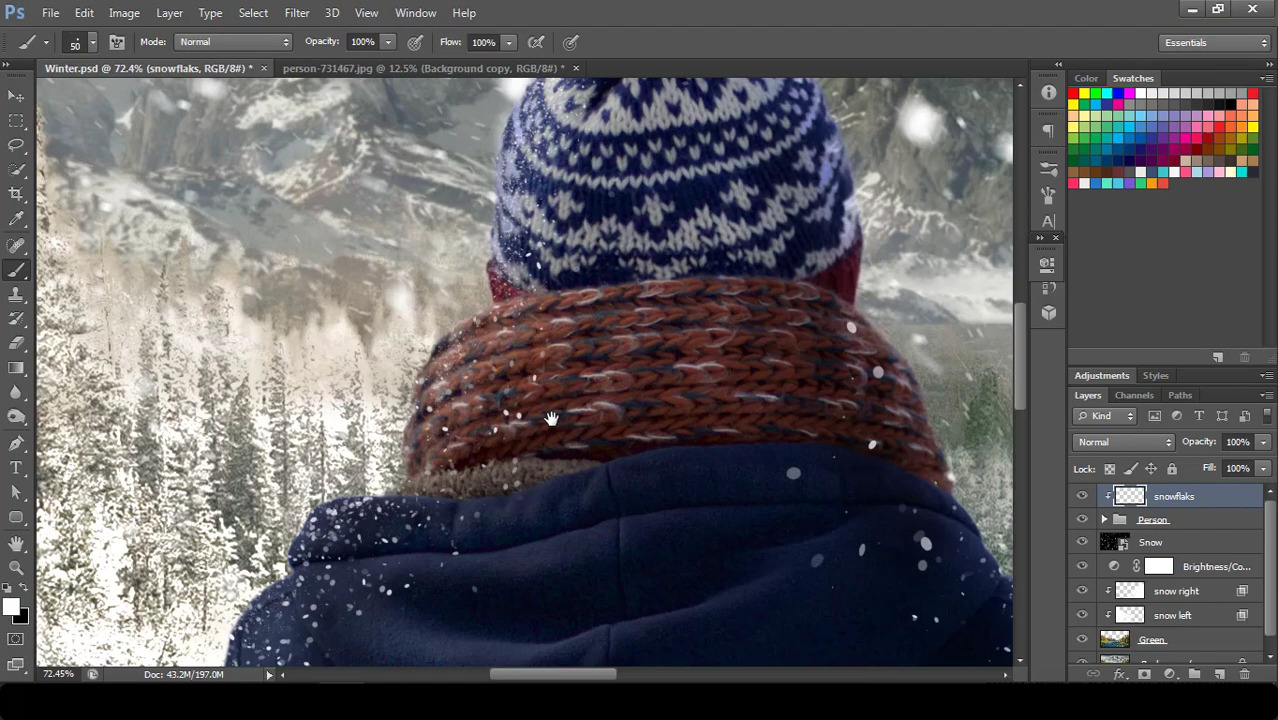 Ps File Edit Image Layer Type Select Filter 3D View Window Help
50 Mode: Normal Opacity: 100% Flow: 100% Essentials
Winter.psd @ 72.4% (snowflaks, RGB/8#) * × person-731467.jpg @ 12.5% (Background copy, RGB/8#) * ×
Color Swatches
Adjustments Styles
Layers Channels Paths
Kind
Normal Opacity: 100%
Lock: Fill: 100%
snowflaks
Person
Snow
Brightness/Co...
snow right
snow left
Green
72.45% Doc: 43.2M/197.0M